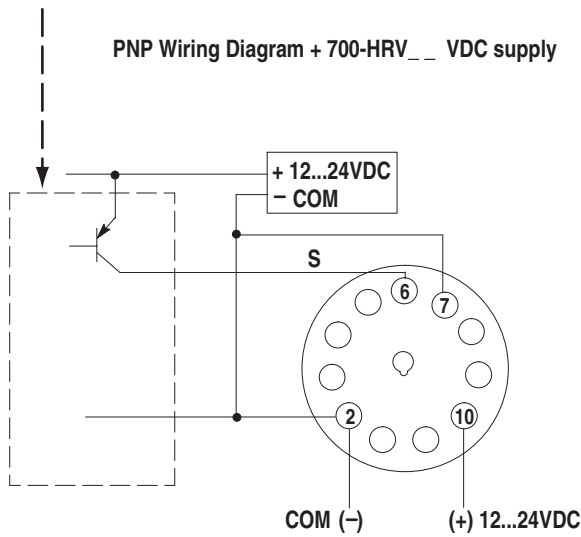 PNP Wiring Diagram + 700-HRV_ _ VDC supply
+ 12...24VDC
– COM
S
6
7
2
10
COM (–)
(+) 12...24VDC